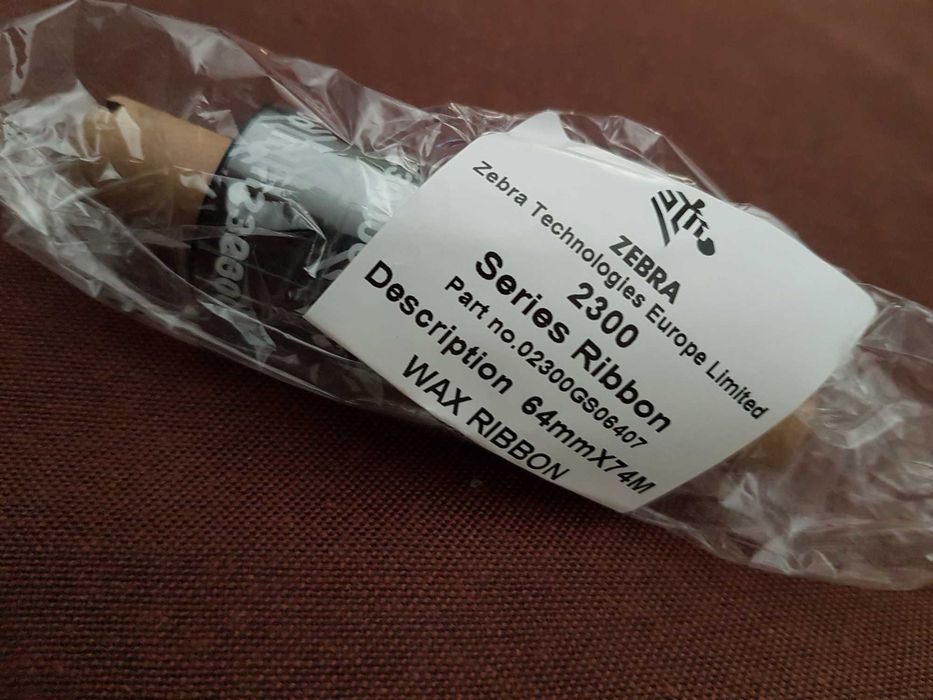 ZEBRA
Zebra Technologies Europe Limited
2300
Series Ribbon
Part no.02300GS06407
Description 64mmX74M
WAX RIBBON